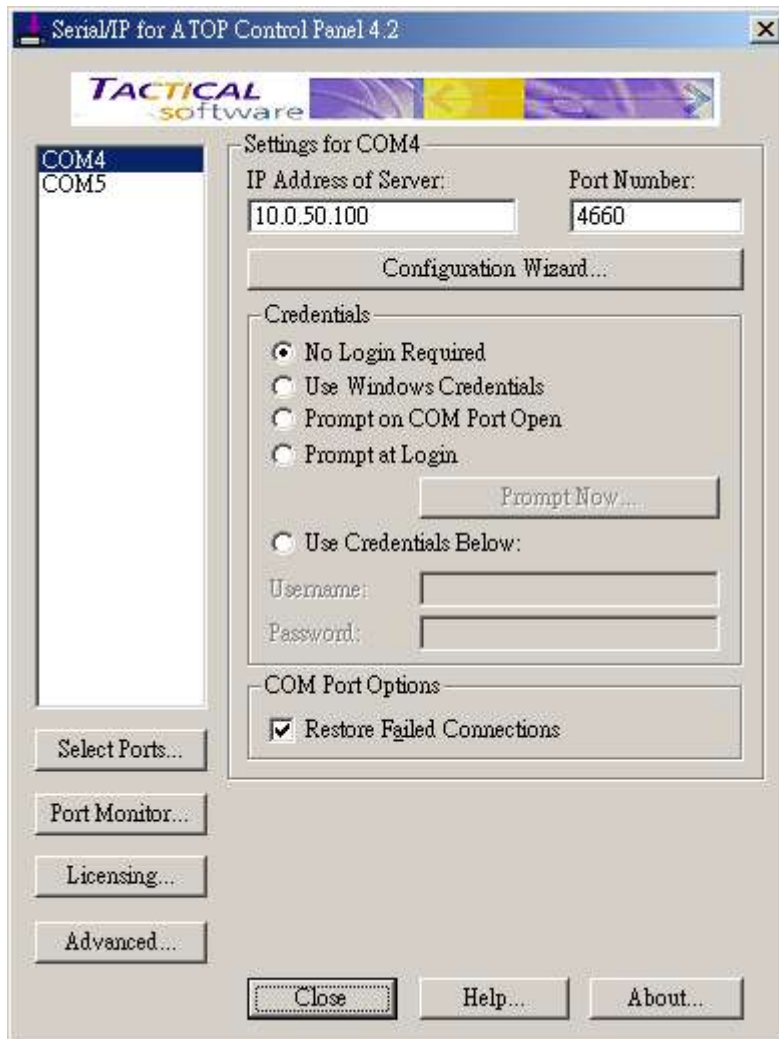 Serial/IP for ATOP Control Panel 4.2
TACTICAL
software
COM4
COM5
Settings for COM4
IP Address of Server:
Port Number:
10.0.50.100
4660
Configuration Wizard...
Credentials
No Login Required
Use Windows Credentials
Prompt on COM Port Open
Prompt at Login
Prompt Now...
Use Credentials Below:
Username:
Password:
COM Port Options
Restore Failed Connections
Select Ports...
Port Monitor...
Licensing...
Advanced...
Close
Help...
About...